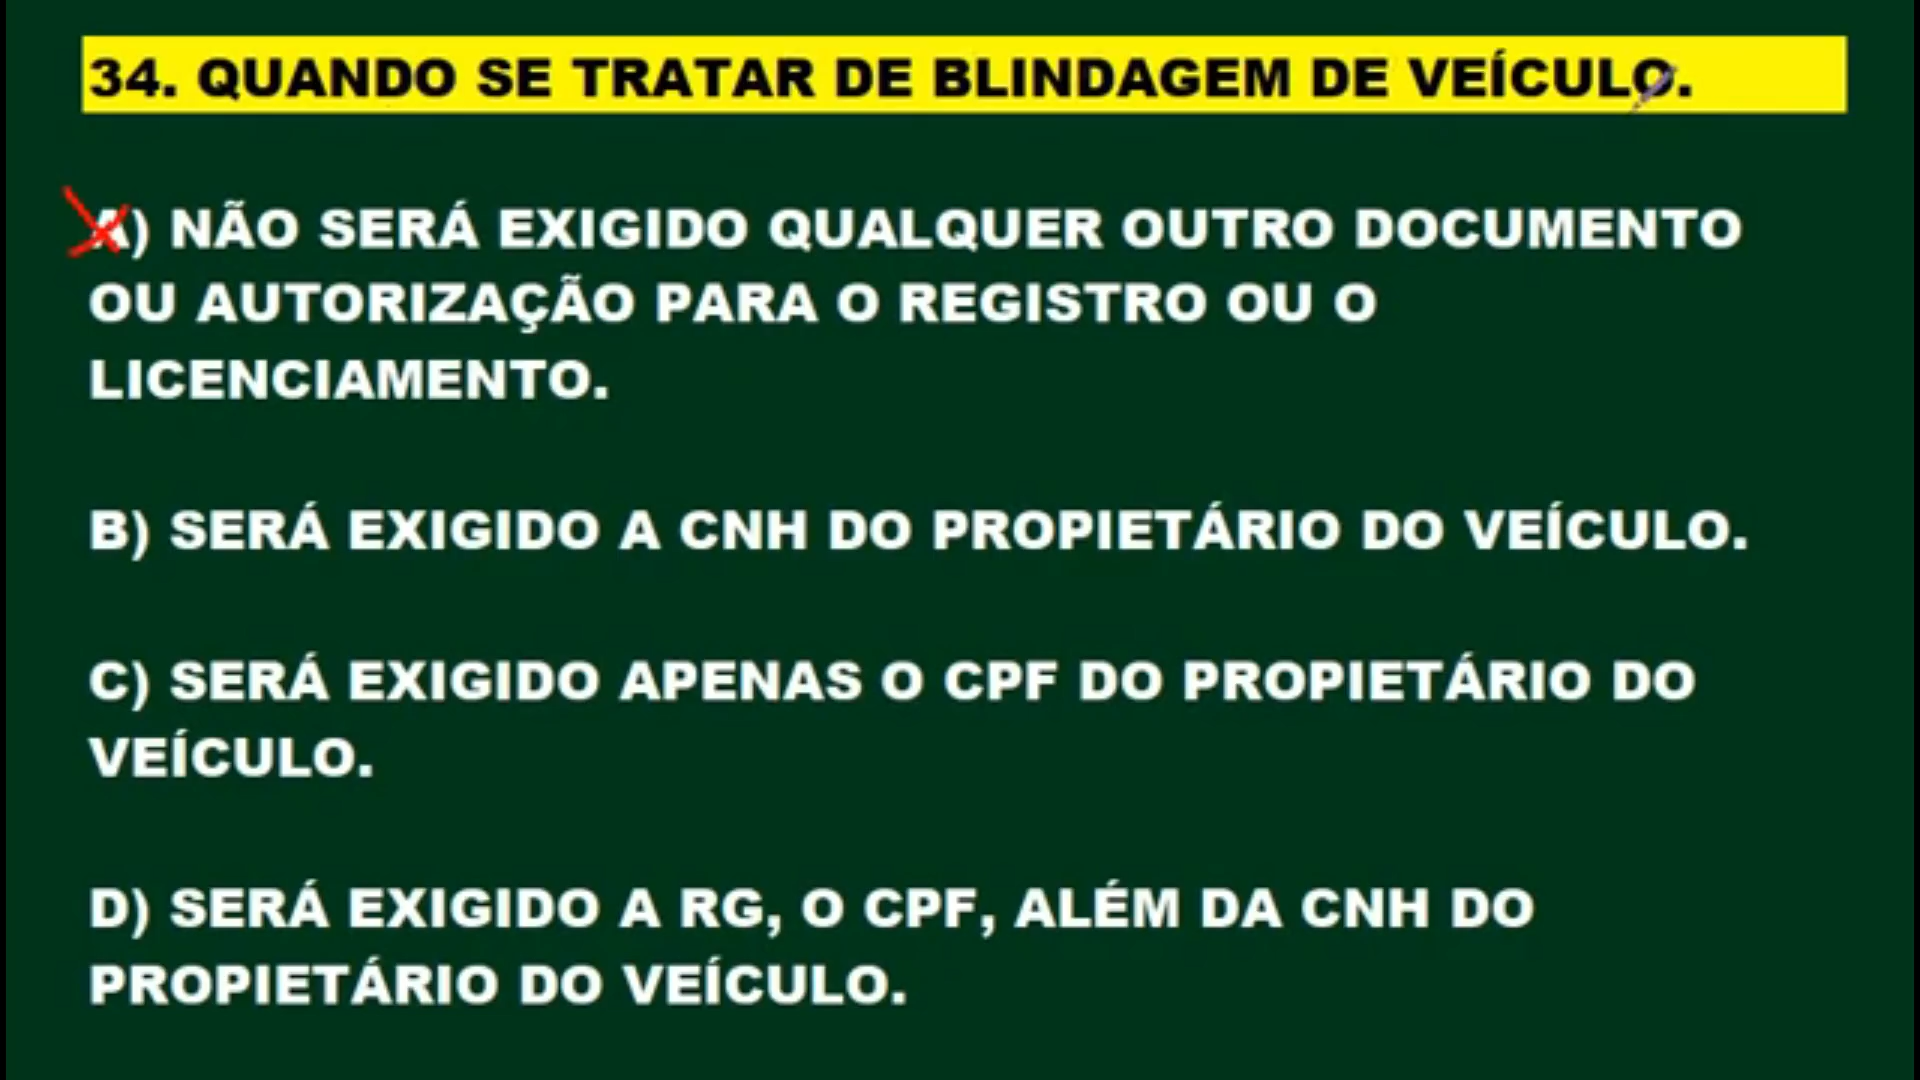 34. QUANDO SE TRATAR DE BLINDAGEM DE VEÍCULO.
A) NÃO SERÁ EXIGIDO QUALQUER OUTRO DOCUMENTO
OU AUTORIZAÇÃO PARA O REGISTRO OU O
LICENCIAMENTO.
B) SERÁ EXIGIDO A CNH DO PROPIETÁRIO DO VEÍCULO.
C) SERÁ EXIGIDO APENAS O CPF DO PROPIETÁRIO DO
VEÍCULO.
D) SERÁ EXIGIDO A RG, O CPF, ALÉM DA CNH DO
PROPIETÁRIO DO VEÍCULO.